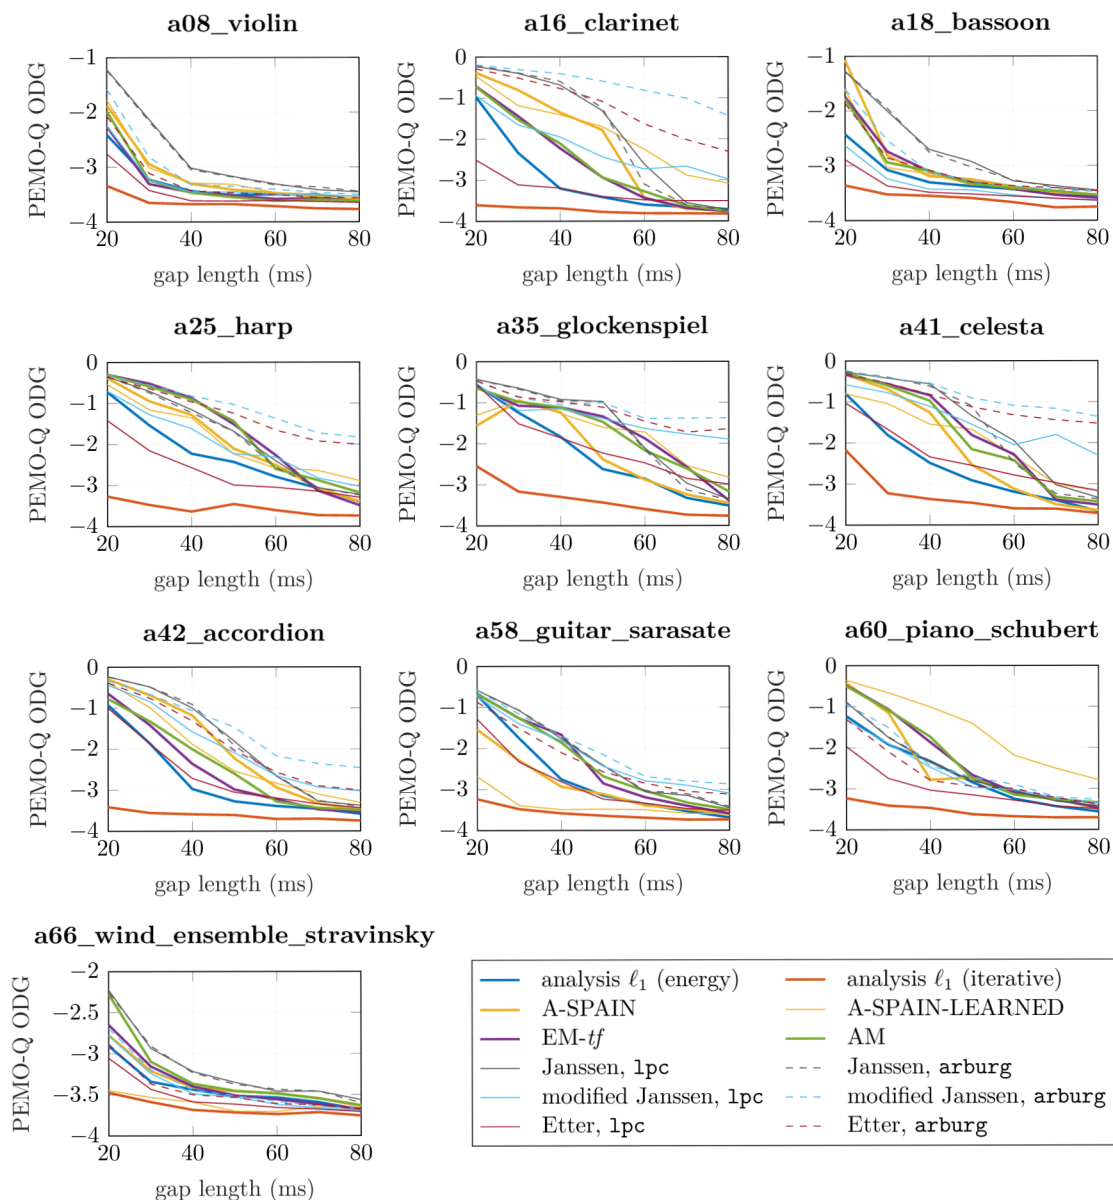 a08_violin
a16_clarinet
a18_bassoon
−1
−2
−3
−4
PEMO-Q ODG
20
40
60
80
gap length (ms)
0
−1
−2
−3
−4
PEMO-Q ODG
20
40
60
80
gap length (ms)
−1
−2
−3
−4
PEMO-Q ODG
20
40
60
80
gap length (ms)
a25_harp
a35_glockenspiel
a41_celesta
0
−1
−2
−3
−4
PEMO-Q ODG
20
40
60
80
gap length (ms)
0
−1
−2
−3
−4
PEMO-Q ODG
20
40
60
80
gap length (ms)
0
−1
−2
−3
−4
PEMO-Q ODG
20
40
60
80
gap length (ms)
a42_accordion
a58_guitar_sarasate
a60_piano_schubert
0
−1
−2
−3
−4
PEMO-Q ODG
20
40
60
80
gap length (ms)
0
−1
−2
−3
−4
PEMO-Q ODG
20
40
60
80
gap length (ms)
0
−1
−2
−3
−4
PEMO-Q ODG
20
40
60
80
gap length (ms)
a66_wind_ensemble_stravinsky
−2
−2.5
−3
−3.5
−4
PEMO-Q ODG
20
40
60
80
gap length (ms)
analysis ℓ₁ (energy)
analysis ℓ₁ (iterative)
A-SPAIN
A-SPAIN-LEARNED
EM-tf
AM
Janssen, lpc
Janssen, arburg
modified Janssen, lpc
modified Janssen, arburg
Etter, lpc
Etter, arburg